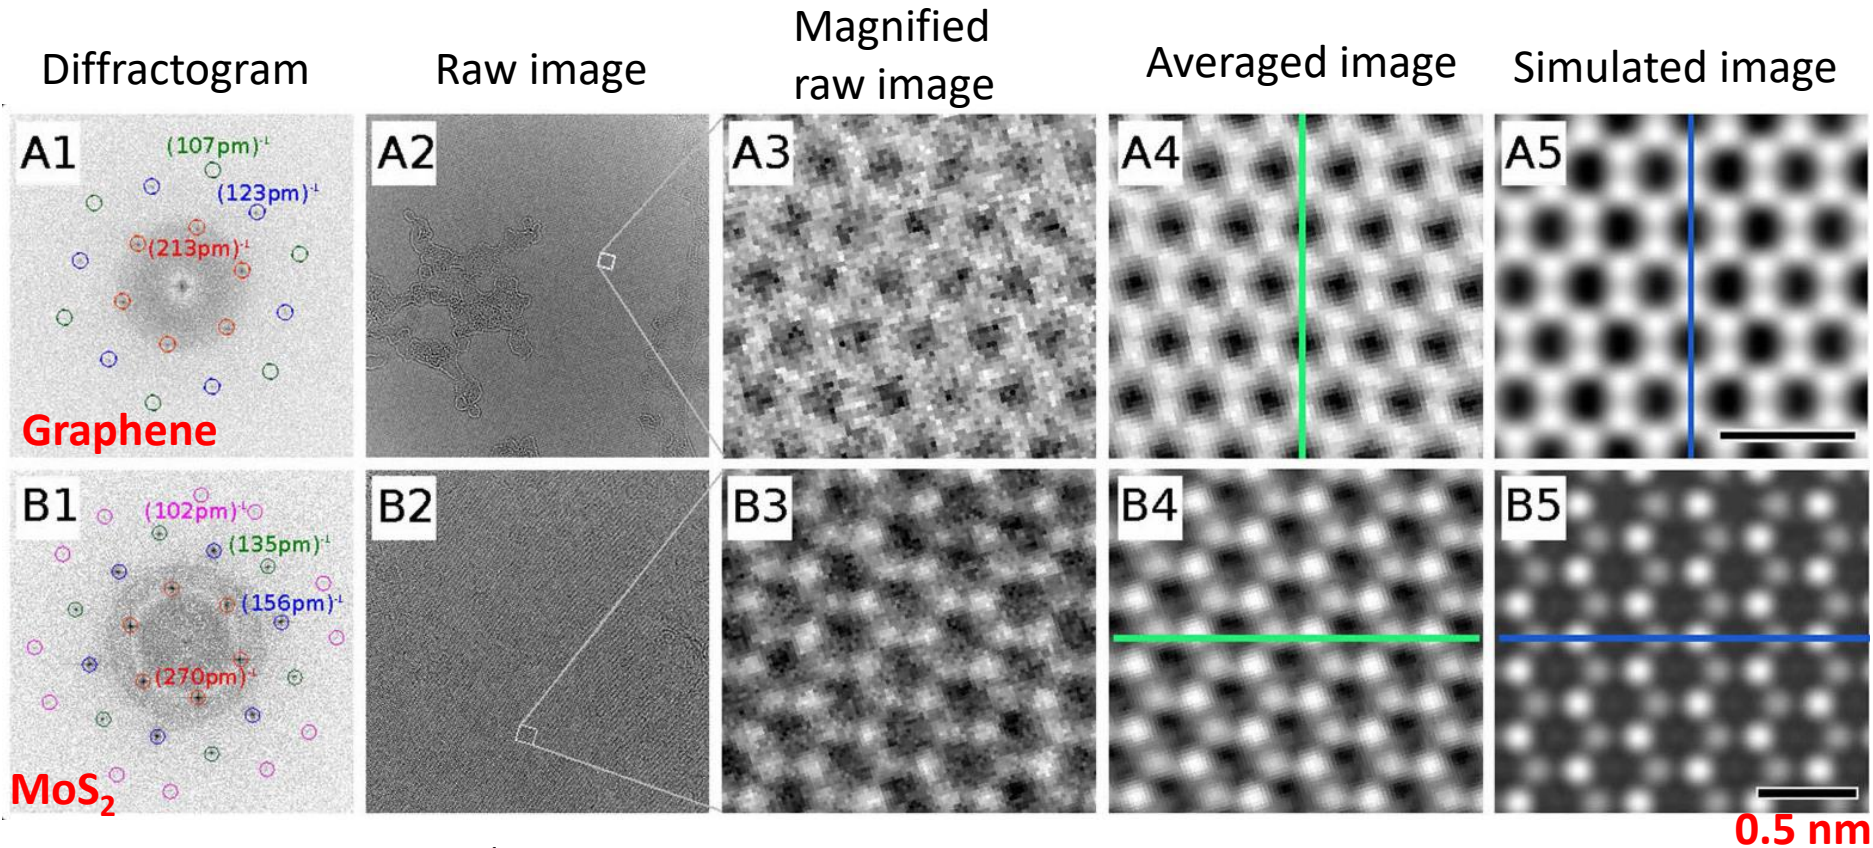 Diffractogram
Raw image
Magnified
raw image
Averaged image
Simulated image
A1
(107pm)⁻¹
(123pm)⁻¹
(213pm)⁻¹
Graphene
A2
A3
A4
A5
B1
(102pm)⁻¹
(135pm)⁻¹
(156pm)⁻¹
(270pm)⁻¹
MoS₂
B2
B3
B4
B5
0.5 nm